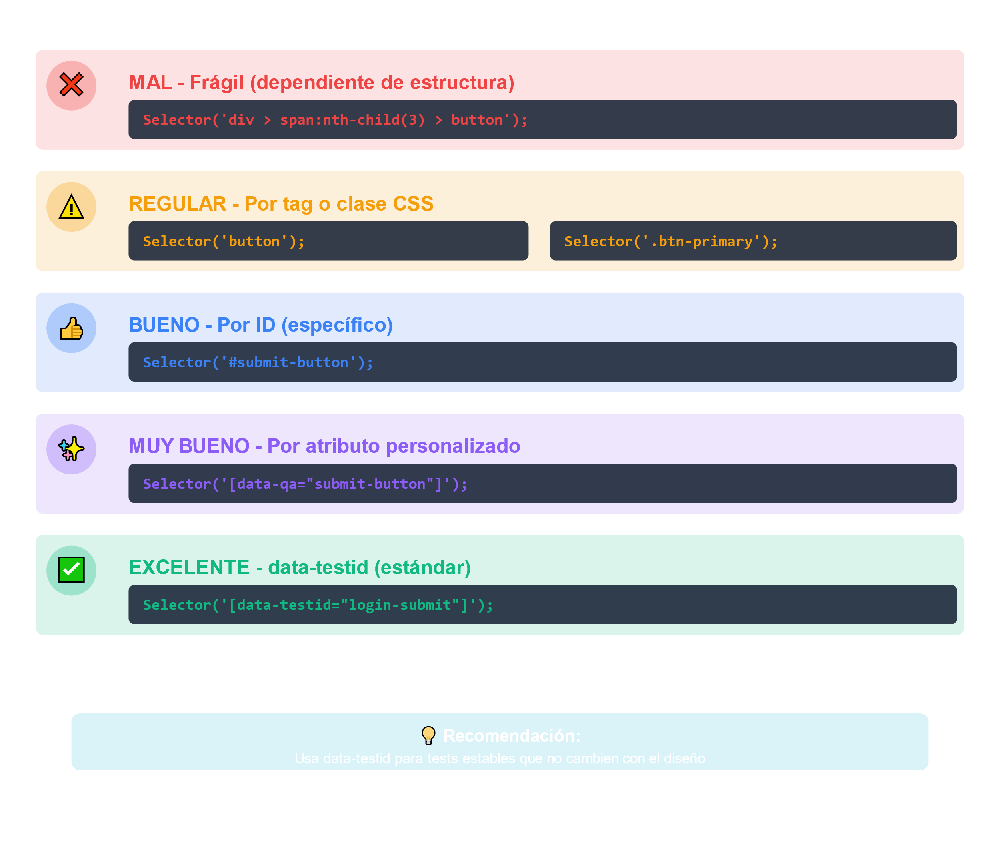 MAL - Frágil (dependiente de estructura)
Selector('div > span:nth-child(3) > button');
REGULAR - Por tag o clase CSS
Selector('button');
Selector('.btn-primary');
BUENO - Por ID (específico)
Selector('#submit-button');
MUY BUENO - Por atributo personalizado
Selector('[data-qa="submit-button"]');
EXCELENTE - data-testid (estándar)
Selector('[data-testid="login-submit"]');
Recomendación:
Usa data-testid para tests estables que no cambien con el diseño